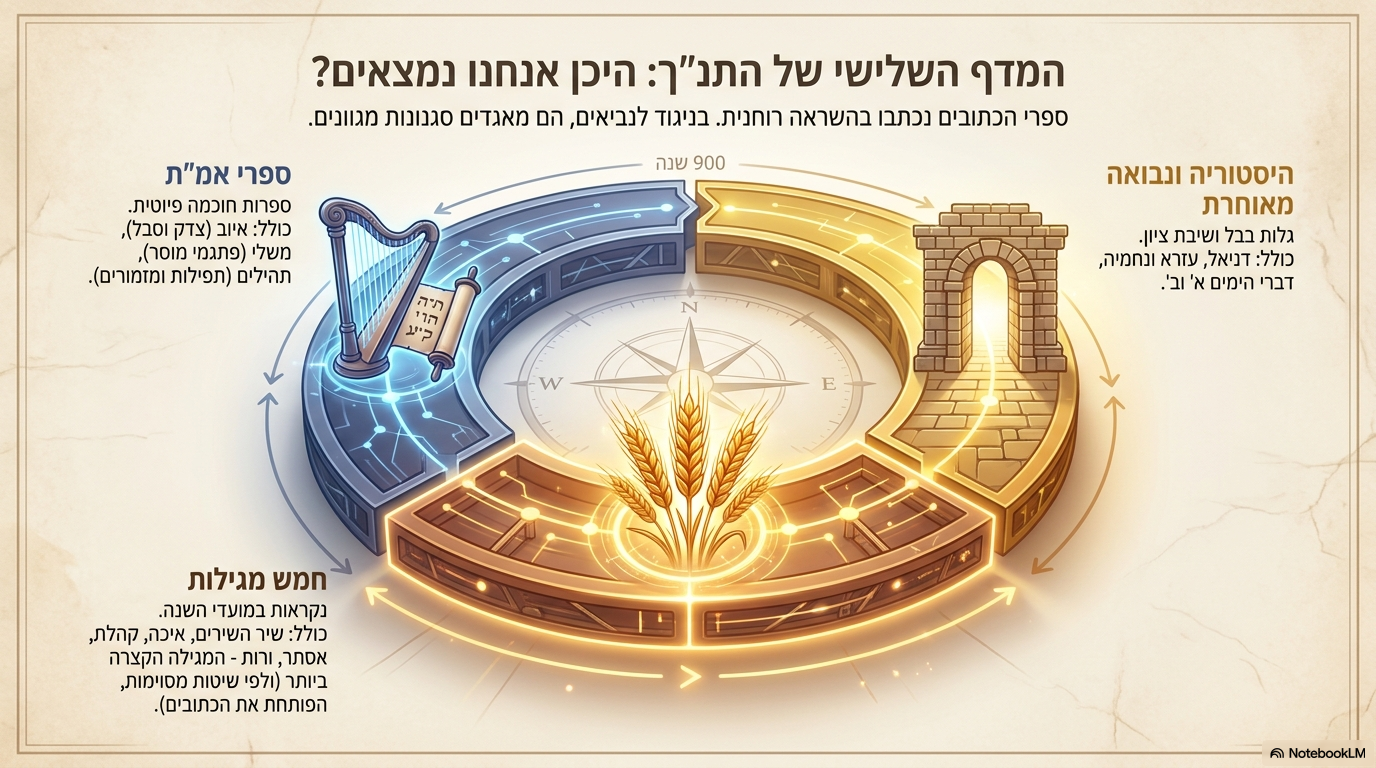 המדף השלישי של התנ"ך: היכן אנחנו נמצאים?
ספרי הכתובים נכתבו בהשראה רוחנית. בניגוד לנביאים, הם מאגדים סגנונות מגוונים.
900 שנה
היסטוריה ונבואה
מאוחרת
גלות בבל ושיבת ציון.
כולל: דניאל, עזרא ונחמיה,
דברי הימים א' וב'.
ספרי אמ"ת
ספרות חוכמה פיוטית.
כולל: איוב (צדק וסבל),
משלי (פתגמי מוסר),
תהילים (תפילות ומזמורים).
N
W
E
חמש מגילות
נקראות במועדי השנה.
כולל: שיר השירים, איכה, קהלת,
אסתר, ורות - המגילה הקצרה
ביותר (ולפי שיטות מסוימות,
הפותחת את הכתובים).
NotebookLM